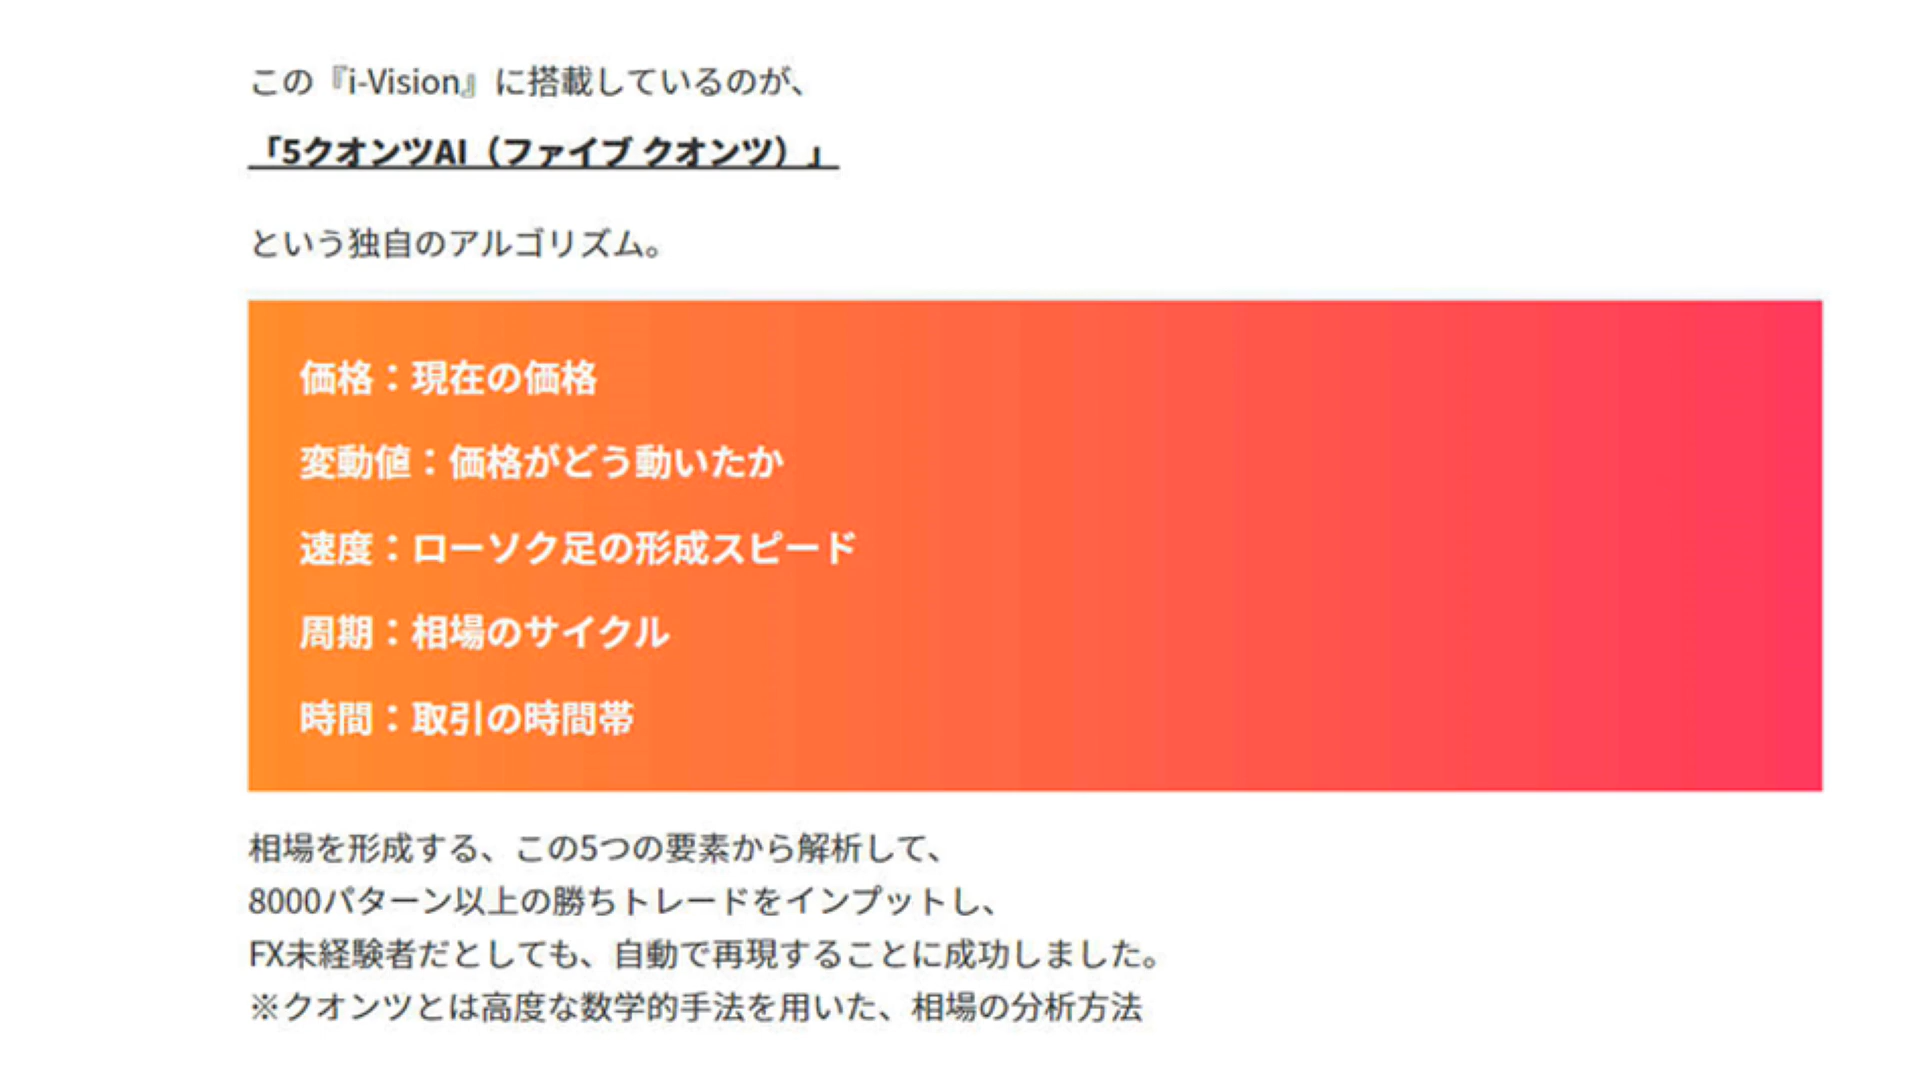 この『i-Vision』に搭載しているのが、
「5クオンツAI（ファイブ クオンツ）」
という独自のアルゴリズム。
価格：現在の価格
変動値：価格がどう動いたか
速度：ローソク足の形成スピード
周期：相場のサイクル
時間：取引の時間帯
相場を形成する、この5つの要素から解析して、
8000パターン以上の勝ちトレードをインプットし、
FX未経験者だとしても、自動で再現することに成功しました。
※クオンツとは高度な数学的手法を用いた、相場の分析方法